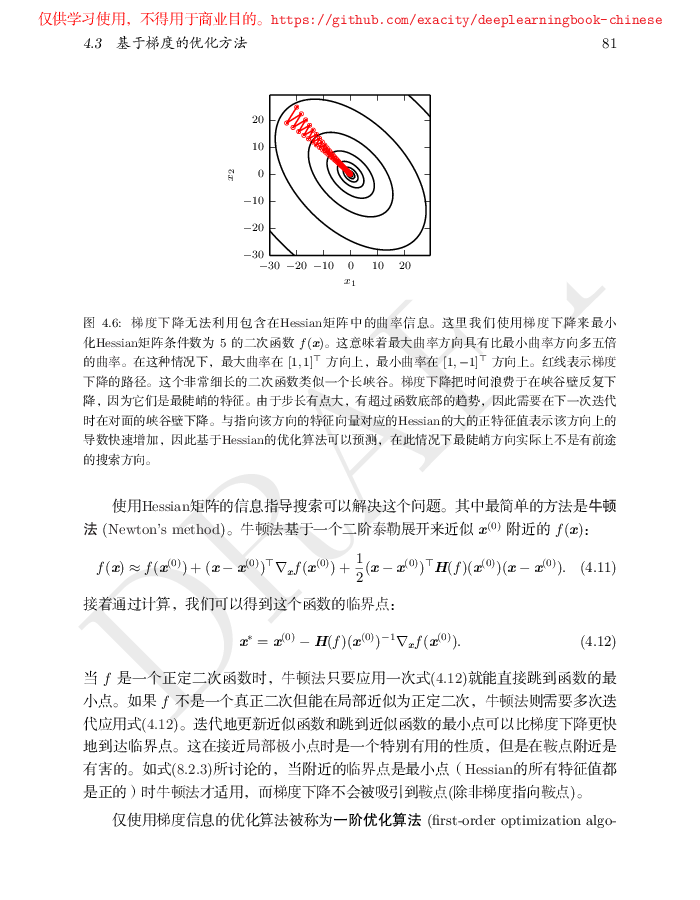 仅供学习使用，不得用于商业目的。https://github.com/exacity/deeplearningbook-chinese
4.3 基于梯度的优化方法 81
20
10
0
−10
−20
−30
x₂
−30 −20 −10 0 10 20
x₁
图 4.6: 梯度下降无法利用包含在Hessian矩阵中的曲率信息。这里我们使用梯度下降来最小
化Hessian矩阵条件数为 5 的二次函数 f(x)。这意味着最大曲率方向具有比最小曲率方向多五倍
的曲率。在这种情况下，最大曲率在 [1,1]⊤ 方向上，最小曲率在 [1,−1]⊤ 方向上。红线表示梯度
下降的路径。这个非常细长的二次函数类似一个长峡谷。梯度下降把时间浪费于在峡谷壁反复下
降，因为它们是最陡峭的特征。由于步长有点大，有超过函数底部的趋势，因此需要在下一次迭代
时在对面的峡谷壁下降。与指向该方向的特征向量对应的Hessian的大的正特征值表示该方向上的
导数快速增加，因此基于Hessian的优化算法可以预测，在此情况下最陡峭方向实际上不是有前途
的搜索方向。
使用Hessian矩阵的信息指导搜索可以解决这个问题。其中最简单的方法是牛顿
法 (Newton's method)。牛顿法基于一个二阶泰勒展开来近似 x⁽⁰⁾ 附近的 f(x)：
f(x) ≈ f(x⁽⁰⁾) + (x − x⁽⁰⁾)⊤∇ₓf(x⁽⁰⁾) + 1/2 (x − x⁽⁰⁾)⊤H(f)(x⁽⁰⁾)(x − x⁽⁰⁾). (4.11)
接着通过计算，我们可以得到这个函数的临界点：
x* = x⁽⁰⁾ − H(f)(x⁽⁰⁾)⁻¹∇ₓf(x⁽⁰⁾). (4.12)
当 f 是一个正定二次函数时，牛顿法只要应用一次式(4.12)就能直接跳到函数的最
小点。如果 f 不是一个真正二次但能在局部近似为正定二次，牛顿法则需要多次迭
代应用式(4.12)。迭代地更新近似函数和跳到近似函数的最小点可以比梯度下降更快
地到达临界点。这在接近局部极小点时是一个特别有用的性质，但是在鞍点附近是
有害的。如式(8.2.3)所讨论的，当附近的临界点是最小点（Hessian的所有特征值都
是正的）时牛顿法才适用，而梯度下降不会被吸引到鞍点(除非梯度指向鞍点)。
仅使用梯度信息的优化算法被称为一阶优化算法 (first-order optimization algo-
DRAFT